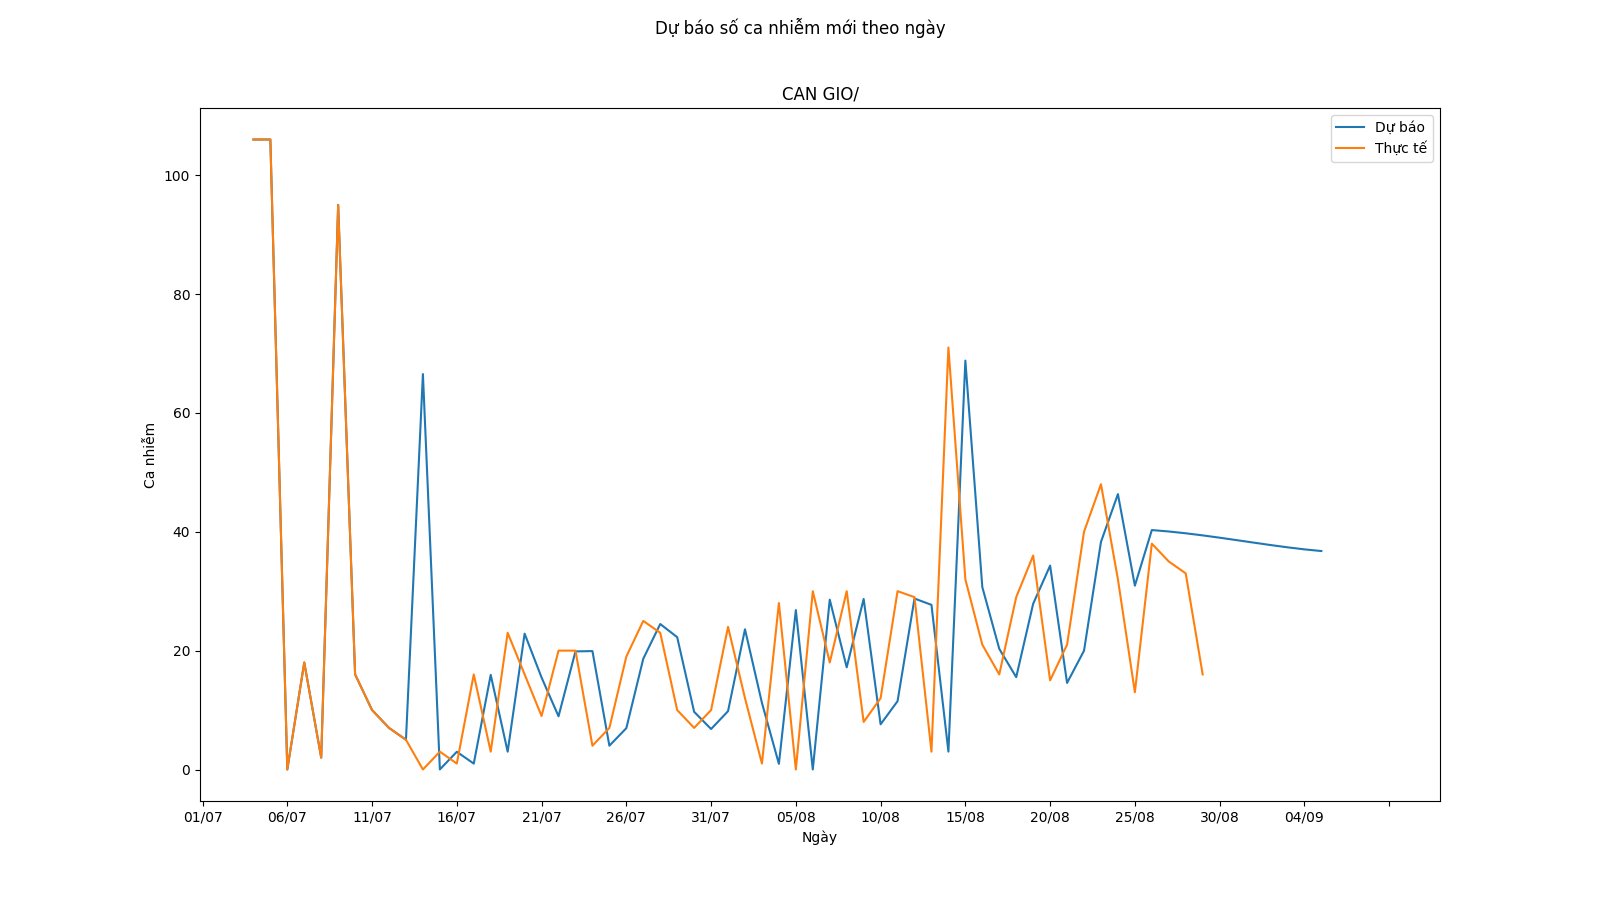 Dự báo số ca nhiễm mới theo ngày
CAN GIO/
Dự báo
Thực tế
100
80
60
40
20
0
Ca nhiễm
01/07 06/07 11/07 16/07 21/07 26/07 31/07 05/08 10/08 15/08 20/08 25/08 30/08 04/09
Ngày